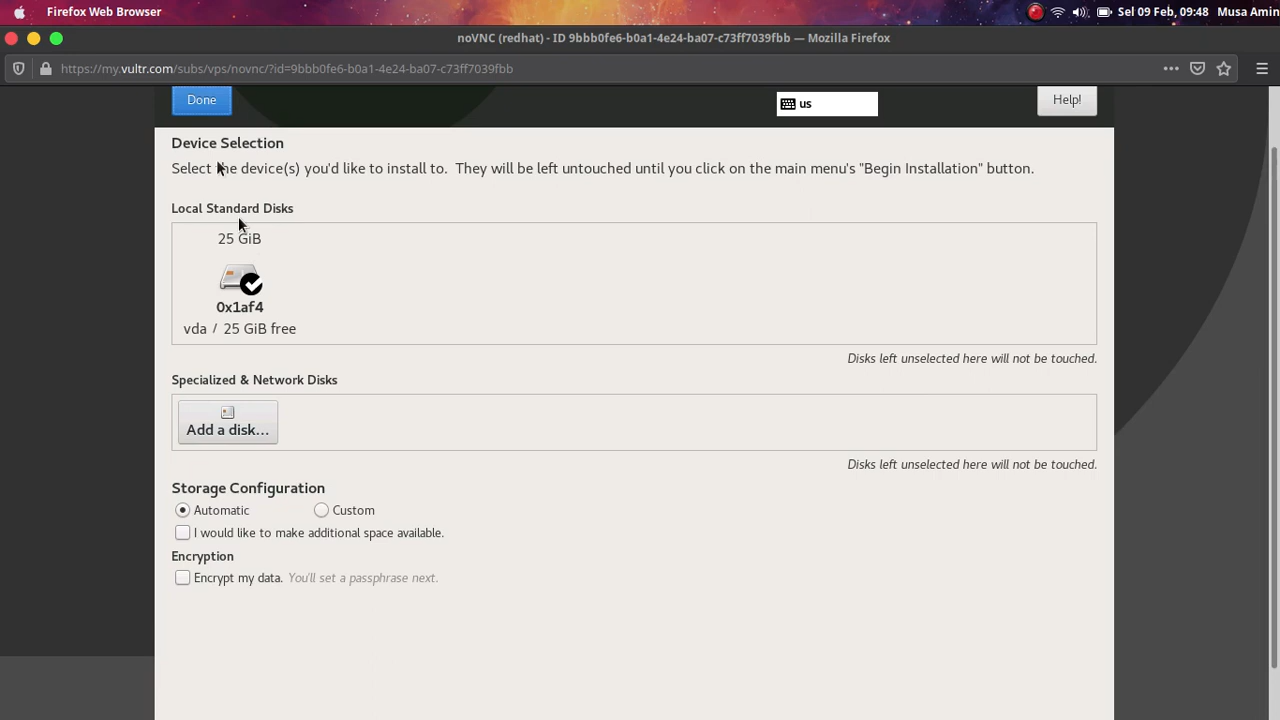 Firefox Web Browser
Sel 09 Feb, 09:48 Musa Amin
noVNC (redhat) - ID 9bbb0fe6-b0a1-4e24-ba07-c73ff7039fbb — Mozilla Firefox
https://my.vultr.com/subs/vps/novnc/?id=9bbb0fe6-b0a1-4e24-ba07-c73ff7039fbb
Done
us
Help!
Device Selection
Select the device(s) you'd like to install to. They will be left untouched until you click on the main menu's "Begin Installation" button.
Local Standard Disks
25 GiB
0x1af4
vda / 25 GiB free
Disks left unselected here will not be touched.
Specialized & Network Disks
Add a disk...
Disks left unselected here will not be touched.
Storage Configuration
Automatic Custom
I would like to make additional space available.
Encryption
Encrypt my data. You'll set a passphrase next.